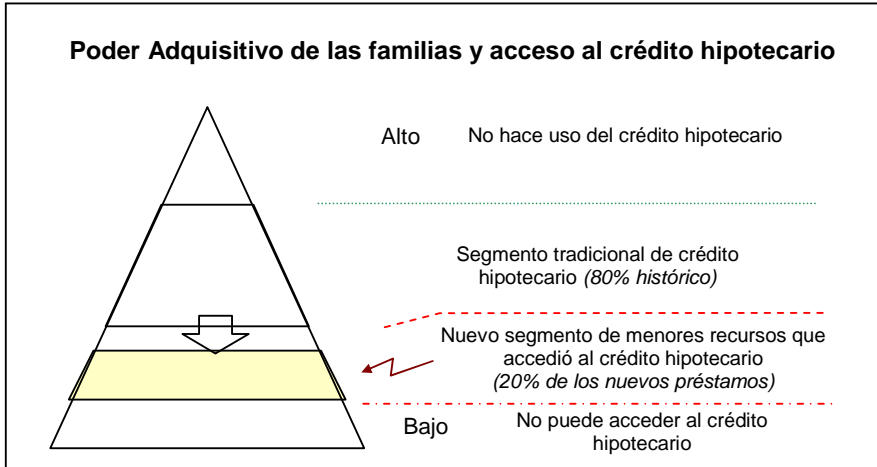 Poder Adquisitivo de las familias y acceso al crédito hipotecario
Alto No hace uso del crédito hipotecario
Segmento tradicional de crédito
hipotecario (80% histórico)
Nuevo segmento de menores recursos que
accedió al crédito hipotecario
(20% de los nuevos préstamos)
Bajo No puede acceder al crédito
hipotecario